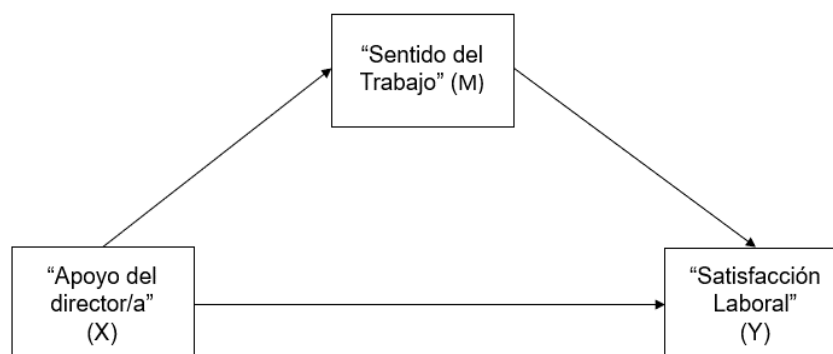 “Sentido del
Trabajo” (M)
“Apoyo del
director/a”
(X)
“Satisfacción
Laboral”
(Y)